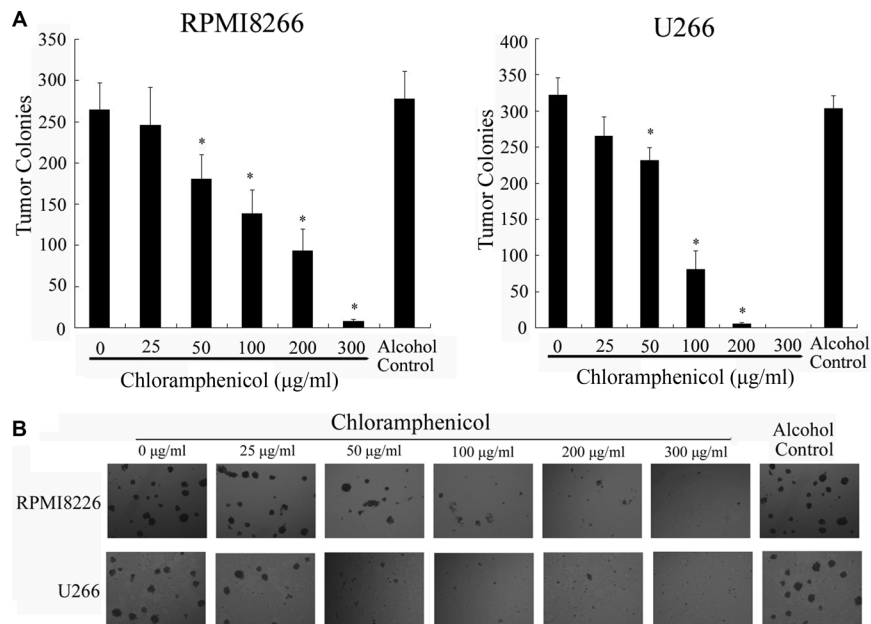 A
RPMI8266
350
300
250
200
150
100
50
0
Tumor Colonies
*
*
*
*
0 25 50 100 200 300 Alcohol Control
Chloramphenicol (μg/ml)
U266
400
350
300
250
200
150
100
50
0
Tumor Colonies
*
*
*
0 25 50 100 200 300 Alcohol Control
Chloramphenicol (μg/ml)
B
Chloramphenicol
Alcohol
Control
0 μg/ml 25 μg/ml 50 μg/ml 100 μg/ml 200 μg/ml 300 μg/ml
RPMI8226
U266